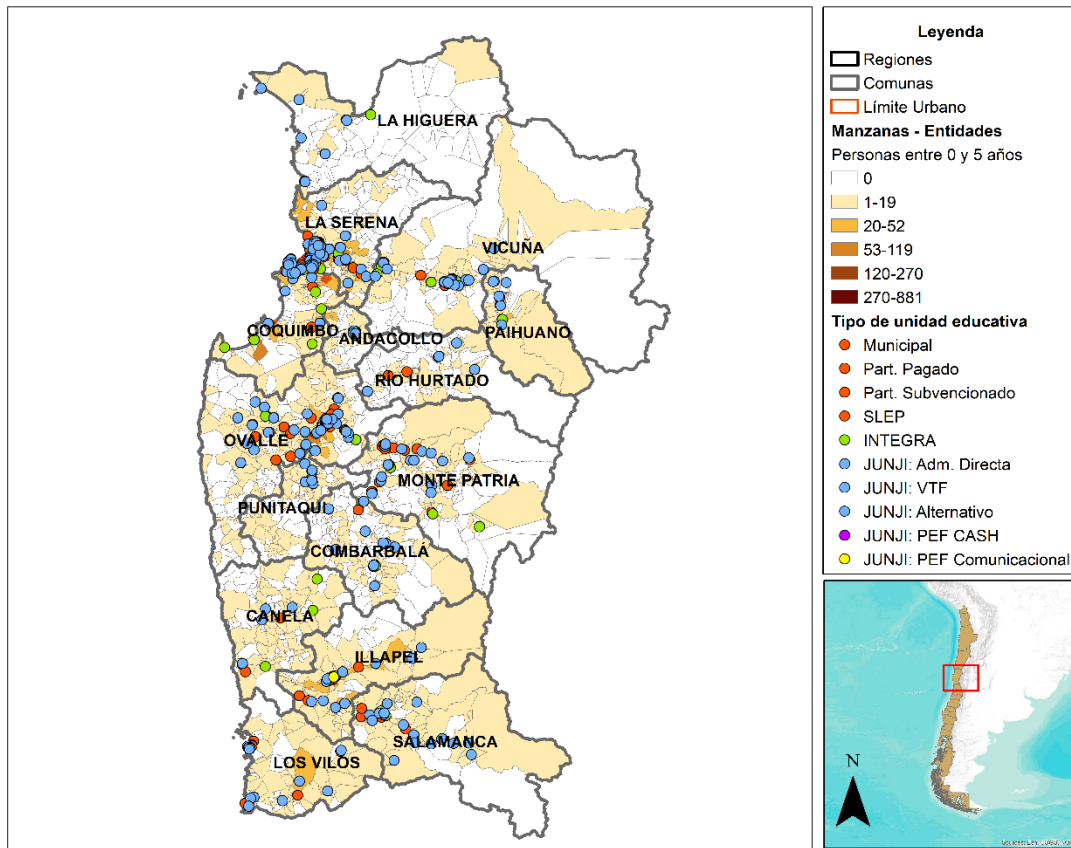 LA HIGUERA
LA SERENA
VICUÑA
COQUIMBO
ANDACOLLO
PAIHUANO
RIO HURTADO
OVALLE
MONTE PATRIA
PUNITAQUI
COMBARBALÁ
CANELA
ILLAPEL
SALAMANCA
LOS VILOS
Leyenda
Regiones
Comunas
Límite Urbano
Manzanas - Entidades
Personas entre 0 y 5 años
0
1-19
20-52
53-119
120-270
270-881
Tipo de unidad educativa
Municipal
Part. Pagado
Part. Subvencionado
SLEP
INTEGRA
JUNJI: Adm. Directa
JUNJI: VTF
JUNJI: Alternativo
JUNJI: PEF CASH
JUNJI: PEF Comunicacional
N